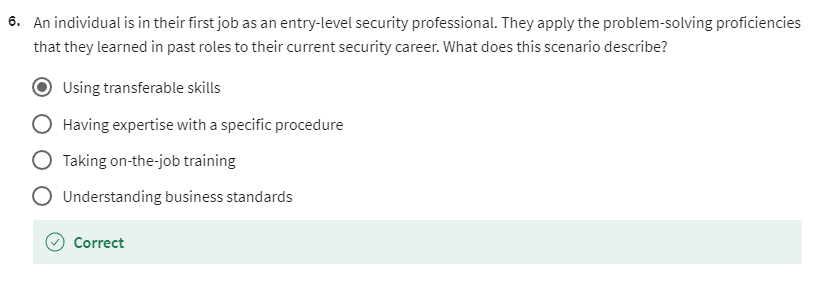 6. An individual is in their first job as an entry-level security professional. They apply the problem-solving proficiencies
that they learned in past roles to their current security career. What does this scenario describe?
Using transferable skills
Having expertise with a specific procedure
Taking on-the-job training
Understanding business standards
Correct